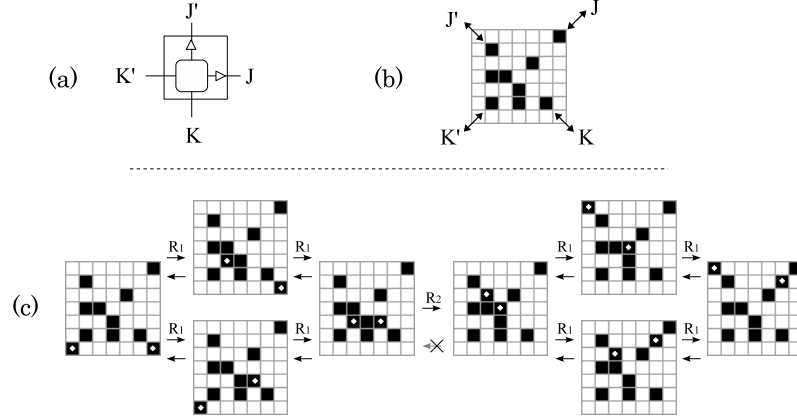 J'
(a) K' J
K
J' J
(b)
K' K
R₁ R₁ R₁ R₁
(c) R₂
R₁ R₁ R₁ R₁